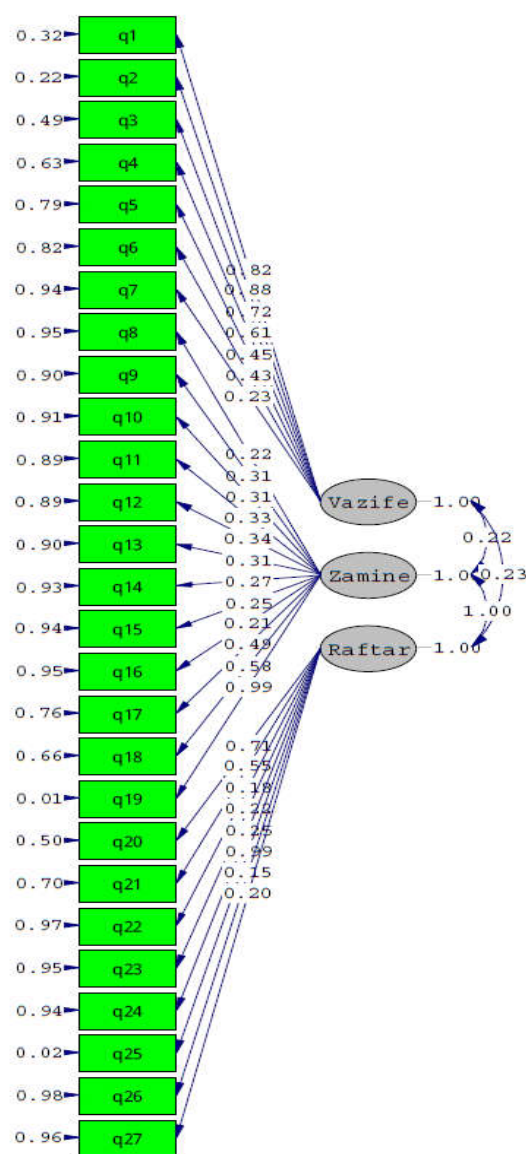 0.32 q1
0.22 q2
0.49 q3
0.63 q4
0.79 q5
0.82 q6
0.94 q7
0.95 q8
0.90 q9
0.91 q10
0.89 q11
0.89 q12
0.90 q13
0.93 q14
0.94 q15
0.95 q16
0.76 q17
0.66 q18
0.01 q19
0.50 q20
0.70 q21
0.97 q22
0.95 q23
0.94 q24
0.02 q25
0.98 q26
0.96 q27
0.82
0.88
0.72
0.61
0.45
0.43
0.23
0.22
0.31
0.31
0.33
0.34
0.31
0.27
0.25
0.21
0.49
0.58
0.99
0.71
0.55
0.18
0.22
0.25
0.99
0.15
0.20
Vazife 1.00
0.22
Zamine 1.0 0.23
1.00
Raftar 1.00